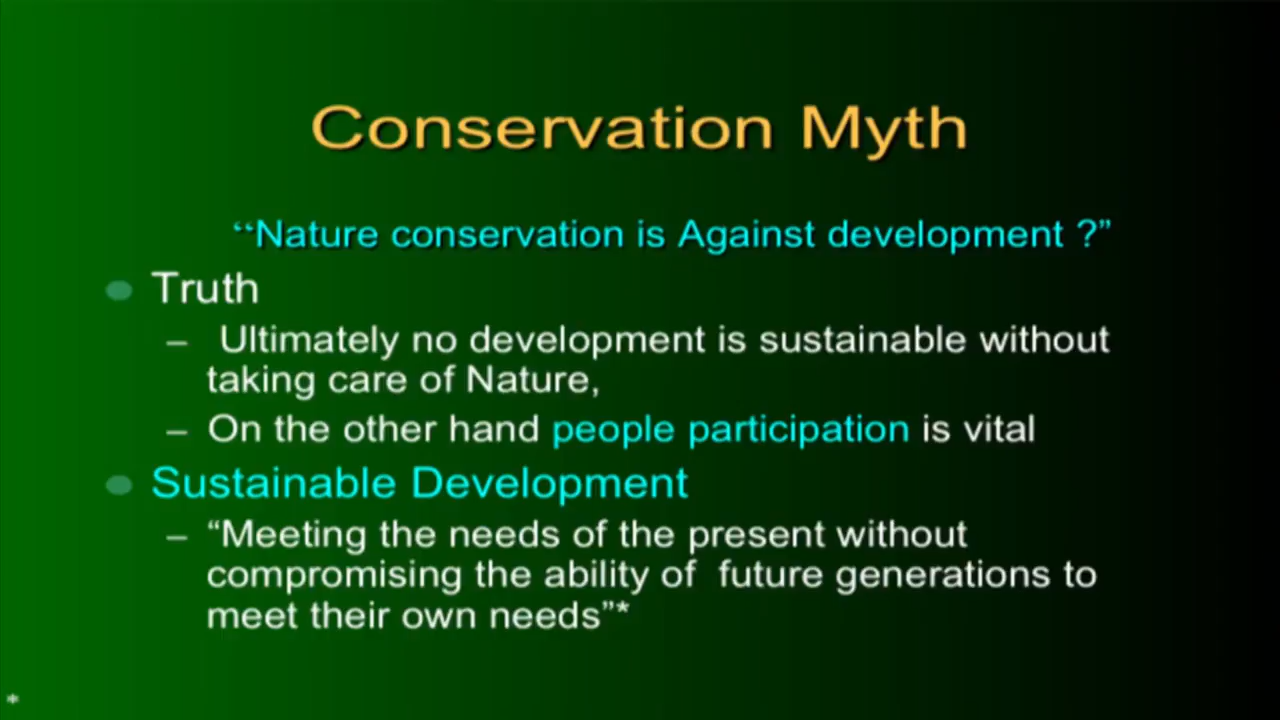 Conservation Myth
“Nature conservation is Against development ?”
Truth
– Ultimately no development is sustainable without
taking care of Nature,
– On the other hand people participation is vital
Sustainable Development
– “Meeting the needs of the present without
compromising the ability of future generations to
meet their own needs”*
*